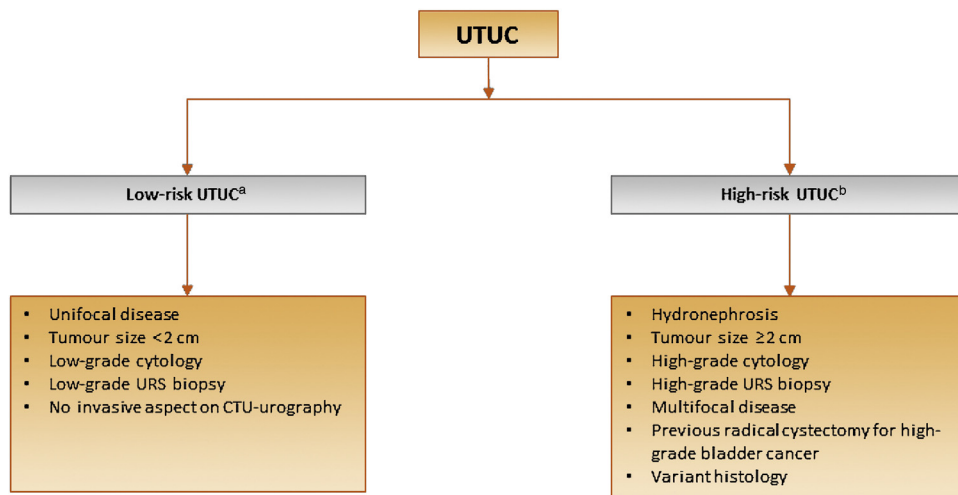 UTUC
Low-risk UTUCa
High-risk UTUCb
▪ Unifocal disease
▪ Tumour size <2 cm
▪ Low-grade cytology
▪ Low-grade URS biopsy
▪ No invasive aspect on CTU-urography
▪ Hydronephrosis
▪ Tumour size ≥2 cm
▪ High-grade cytology
▪ High-grade URS biopsy
▪ Multifocal disease
▪ Previous radical cystectomy for high-
grade bladder cancer
▪ Variant histology